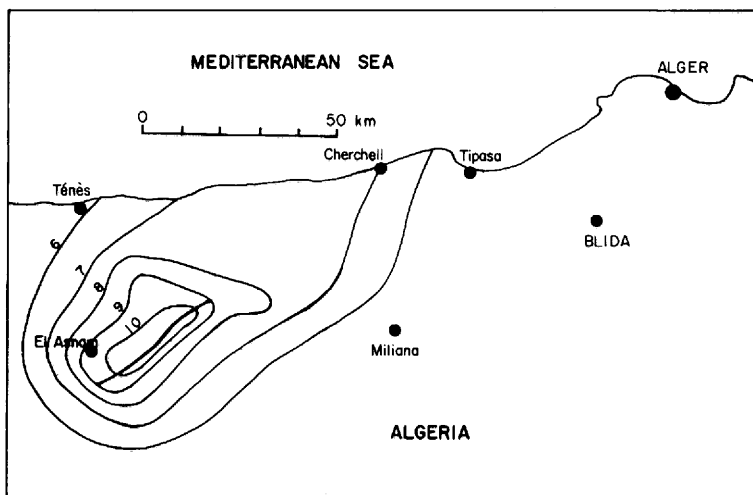 MEDITERRANEAN SEA
ALGER
0 50 km
Cherchell
Tipasa
Ténès
BLIDA
6
7
8
9
10
El Asnam
Miliana
ALGERIA